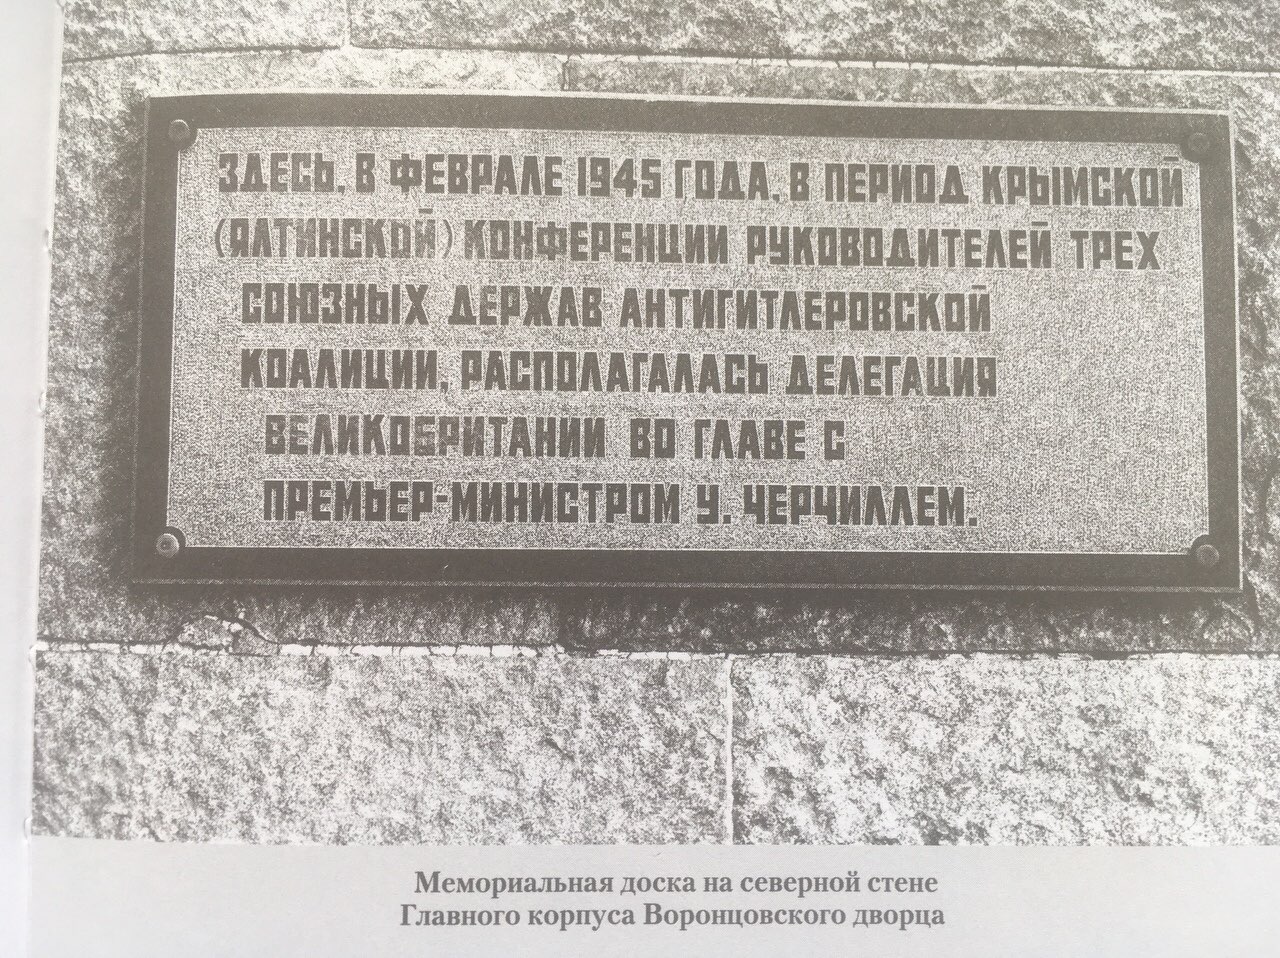 ЗДЕСЬ, В ФЕВРАЛЕ 1945 ГОДА, В ПЕРИОД КРЫМСКОЙ
(ЯЛТИНСКОЙ) КОНФЕРЕНЦИИ РУКОВОДИТЕЛЕЙ ТРЕХ
СОЮЗНЫХ ДЕРЖАВ АНТИГИТЛЕРОВСКОЙ
КОАЛИЦИИ, РАСПОЛАГАЛАСЬ ДЕЛЕГАЦИЯ
ВЕЛИКОБРИТАНИИ ВО ГЛАВЕ С
ПРЕМЬЕР-МИНИСТРОМ У. ЧЕРЧИЛЛЕМ.
Мемориальная доска на северной стене
Главного корпуса Воронцовского дворца